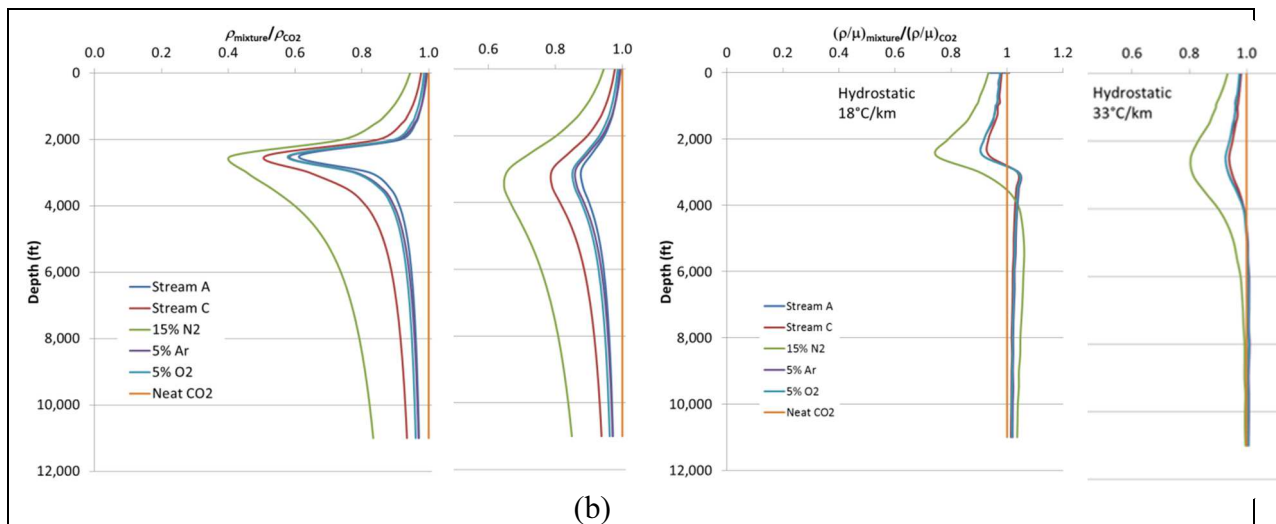 ρmixture/ρCO2
0.0 0.2 0.4 0.6 0.8 1.0
0
2,000
4,000
6,000
8,000
10,000
12,000
Depth (ft)
Stream A
Stream C
15% N2
5% Ar
5% O2
Neat CO2
0.6 0.8 1.0
(ρ/μ)mixture/(ρ/μ)CO2
0 0.2 0.4 0.6 0.8 1 1.2
0
2,000
4,000
6,000
8,000
10,000
12,000
Depth (ft)
Hydrostatic
18°C/km
Stream A
Stream C
15% N2
5% Ar
5% O2
Neat CO2
0.6 0.8 1.0
Hydrostatic
33°C/km
(b)